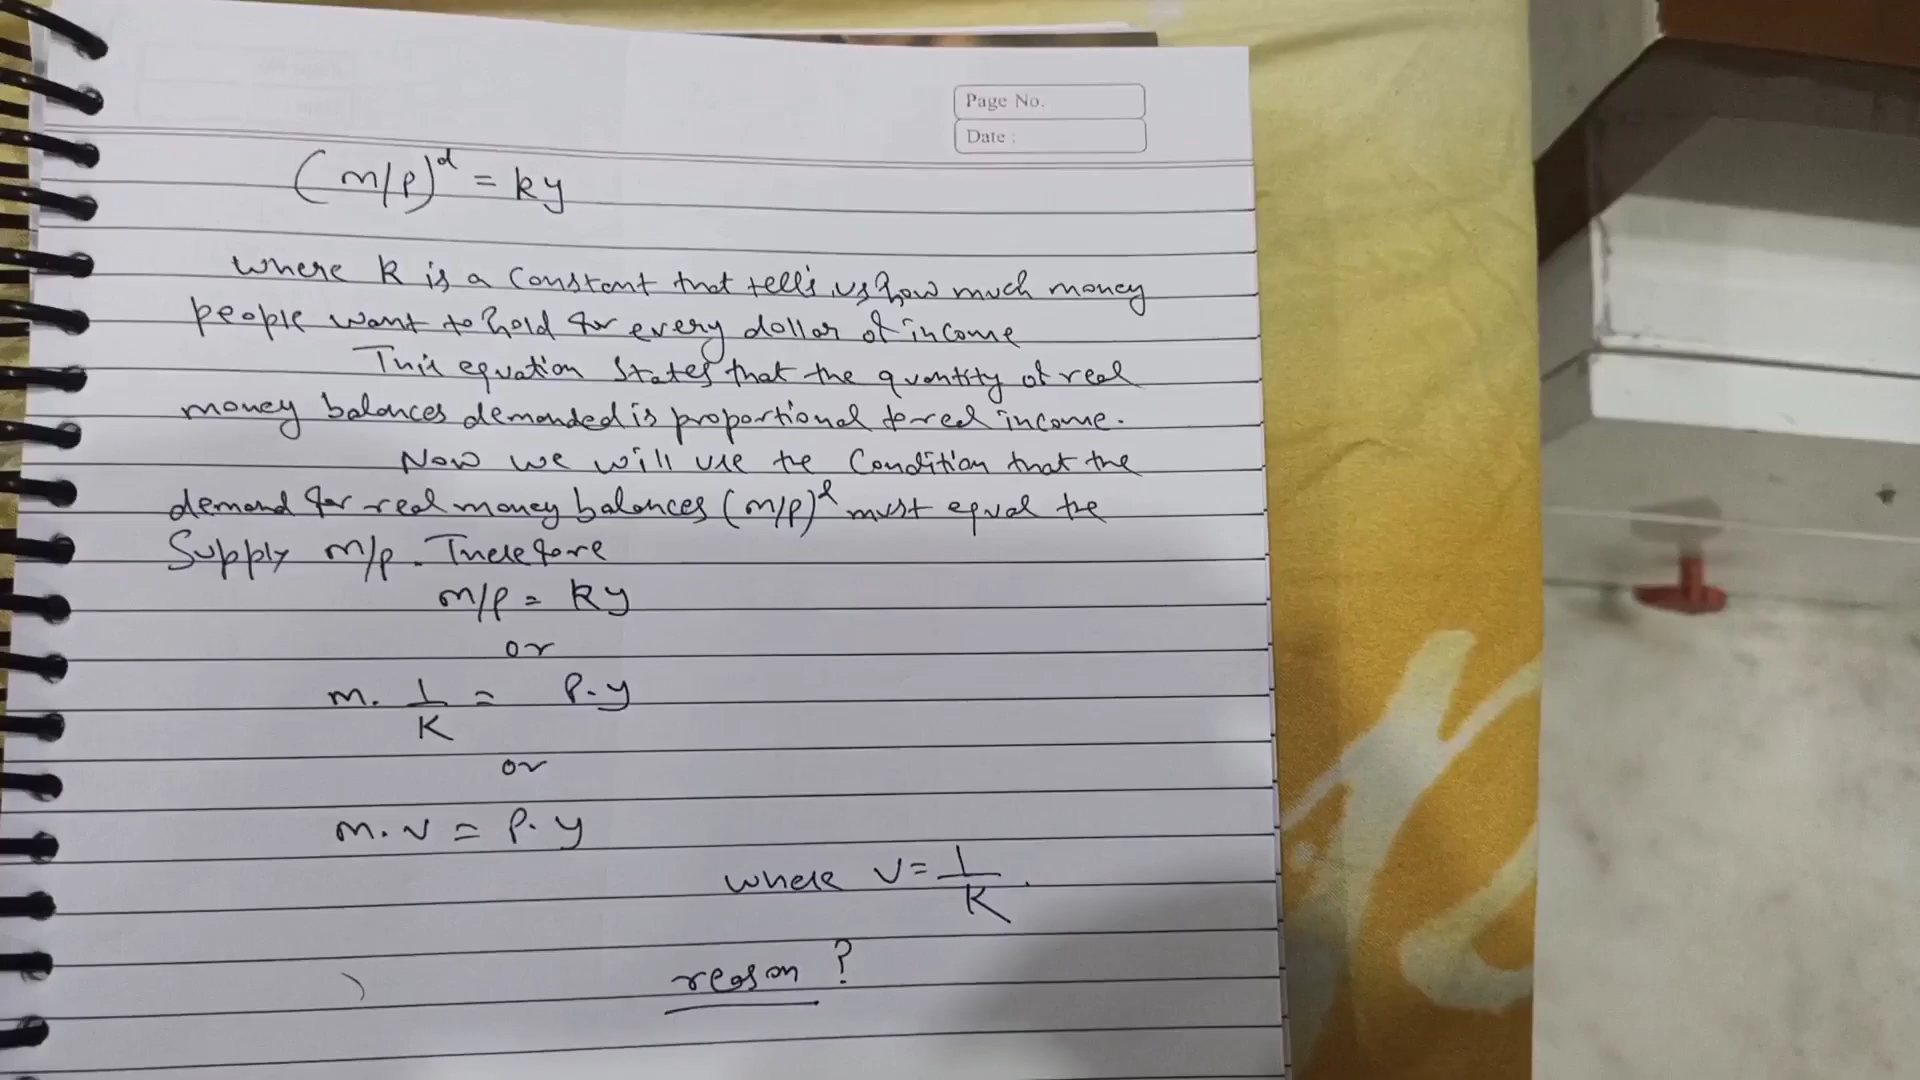 Page No.
Date :
(m/p)^d = ky
where k is a constant that tell's us how much money
people want to hold for every dollar of income
This equation states that the quantity of real
money balances demanded is proportional to real income.
Now we will use the condition that the
demand for real money balances (m/p)^d must equal the
Supply m/p. Therefore
m/p = ky
or
m. 1/K = P.y
or
m.v = P.y
where v = 1/K.
reason ?